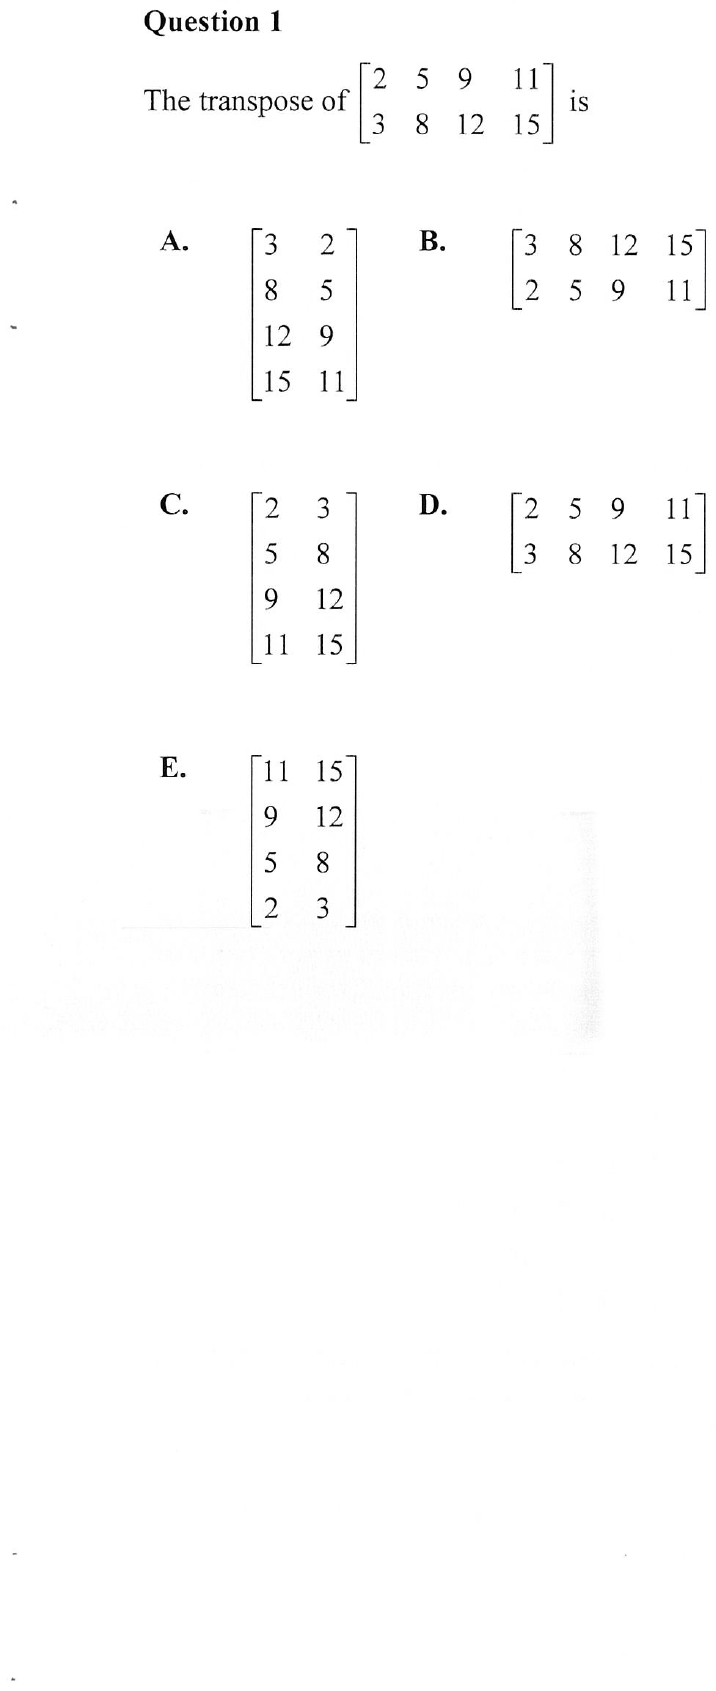 Question 1
The transpose of [2 5 9 11
3 8 12 15] is
A. [3 2
8 5
12 9
15 11]
B. [3 8 12 15
2 5 9 11]
C. [2 3
5 8
9 12
11 15]
D. [2 5 9 11
3 8 12 15]
E. [11 15
9 12
5 8
2 3]